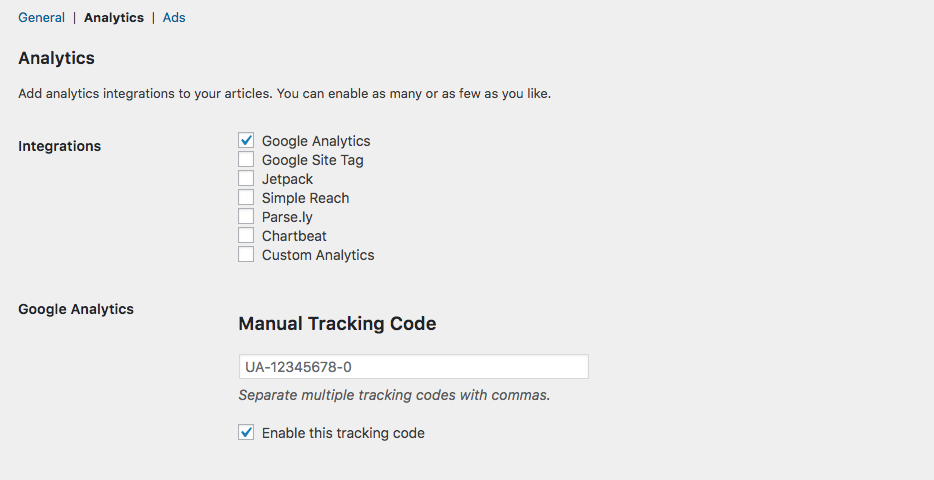 General | Analytics | Ads
Analytics
Add analytics integrations to your articles. You can enable as many or as few as you like.
Integrations
Google Analytics
Google Site Tag
Jetpack
Simple Reach
Parse.ly
Chartbeat
Custom Analytics
Google Analytics
Manual Tracking Code
UA-12345678-0
Separate multiple tracking codes with commas.
Enable this tracking code